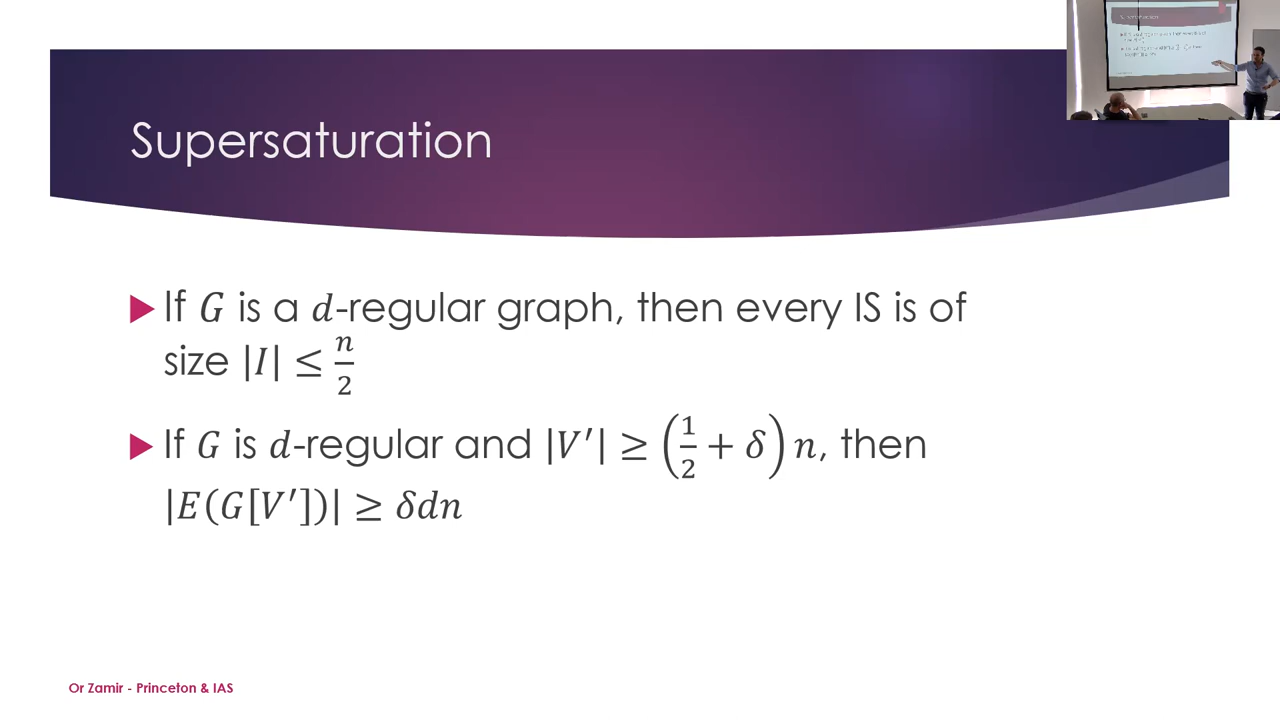 Supersaturation
If G is a d-regular graph, then every IS is of
size |I| ≤ n/2
If G is d-regular and |V′| ≥ (1/2 + δ) n, then
|E(G[V′])| ≥ δdn
Or Zamir - Princeton & IAS